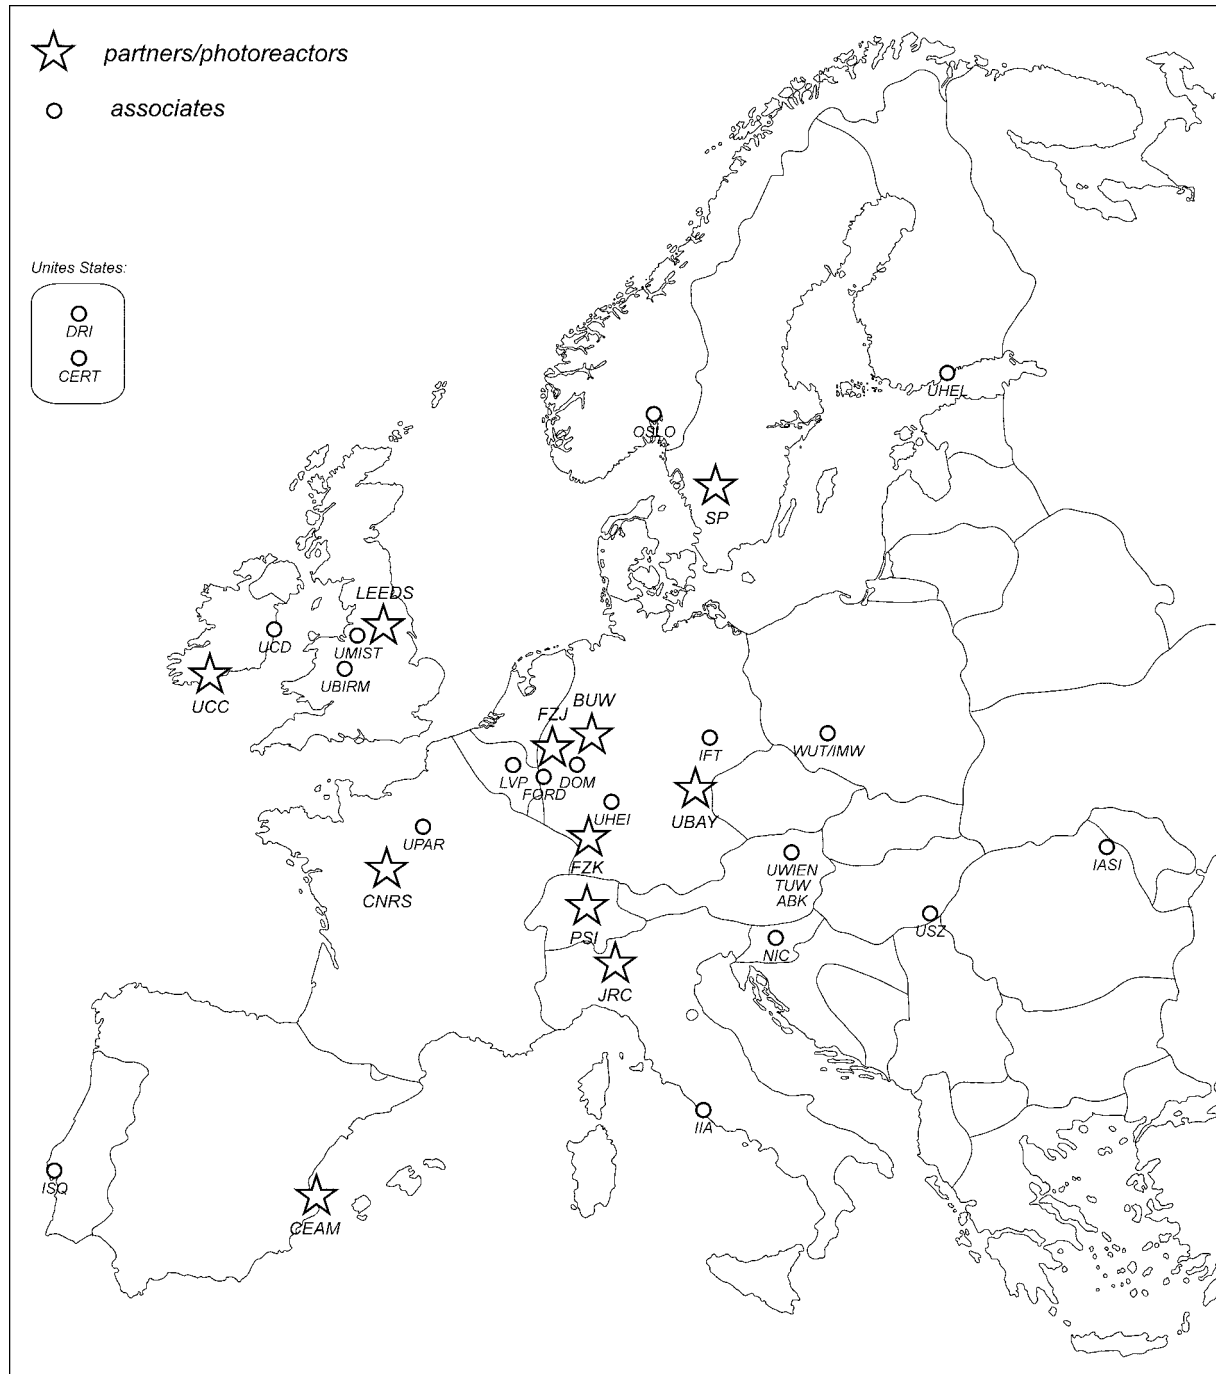 partners/photoreactors
associates
Unites States:
DRI
CERT
UHEL
OSLO
SP
LEEDS
UCD
UMIST
UBIRM
UCC
BUW
FZJ
IFT
WUT/IMW
LVP
DOM
FORD
UHEI
UBAY
UPAR
FZK
IASI
UWIEN
TUW
ABK
CNRS
USZ
PSI
NIC
JRC
IIA
ISQ
CEAM